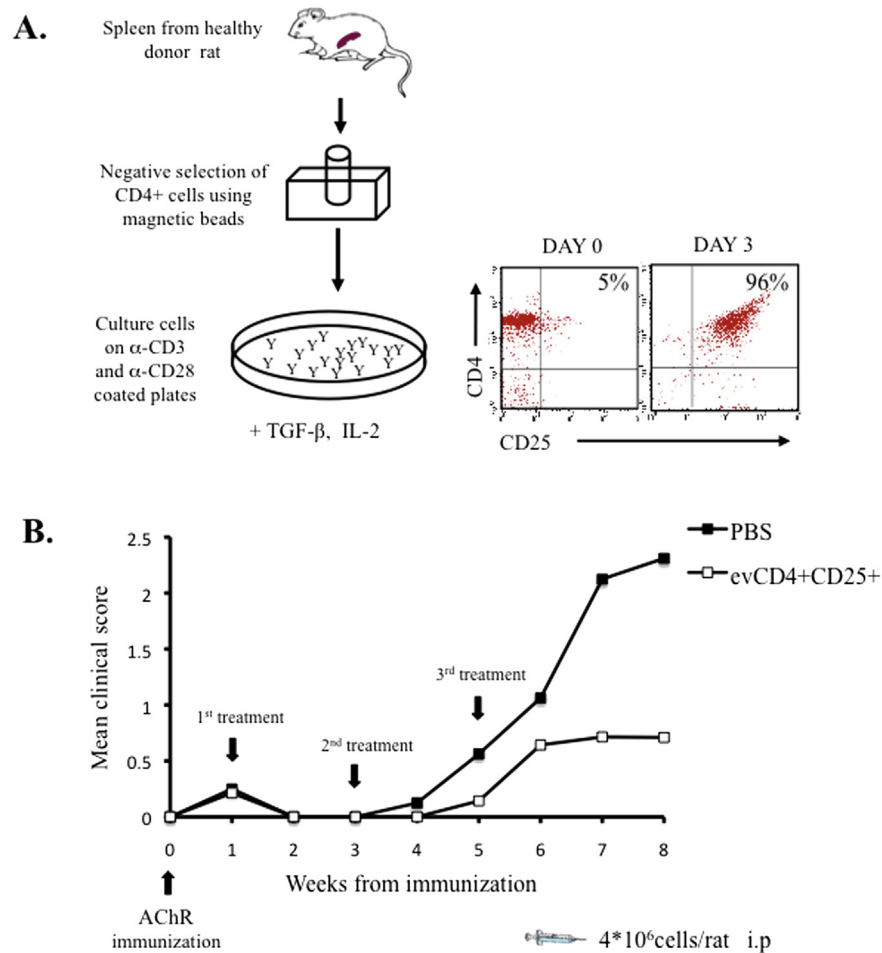 A.
Spleen from healthy
donor rat
Negative selection of
CD4+ cells using
magnetic beads
Culture cells
on α-CD3
and α-CD28
coated plates
+ TGF-β, IL-2
DAY 0
DAY 3
5%
96%
CD4
CD25
B.
PBS
evCD4+CD25+
Mean clinical score
2.5
2
1.5
1
0.5
0
1st treatment
2nd treatment
3rd treatment
0 1 2 3 4 5 6 7 8
Weeks from immunization
AChR
immunization
4*10⁶cells/rat i.p